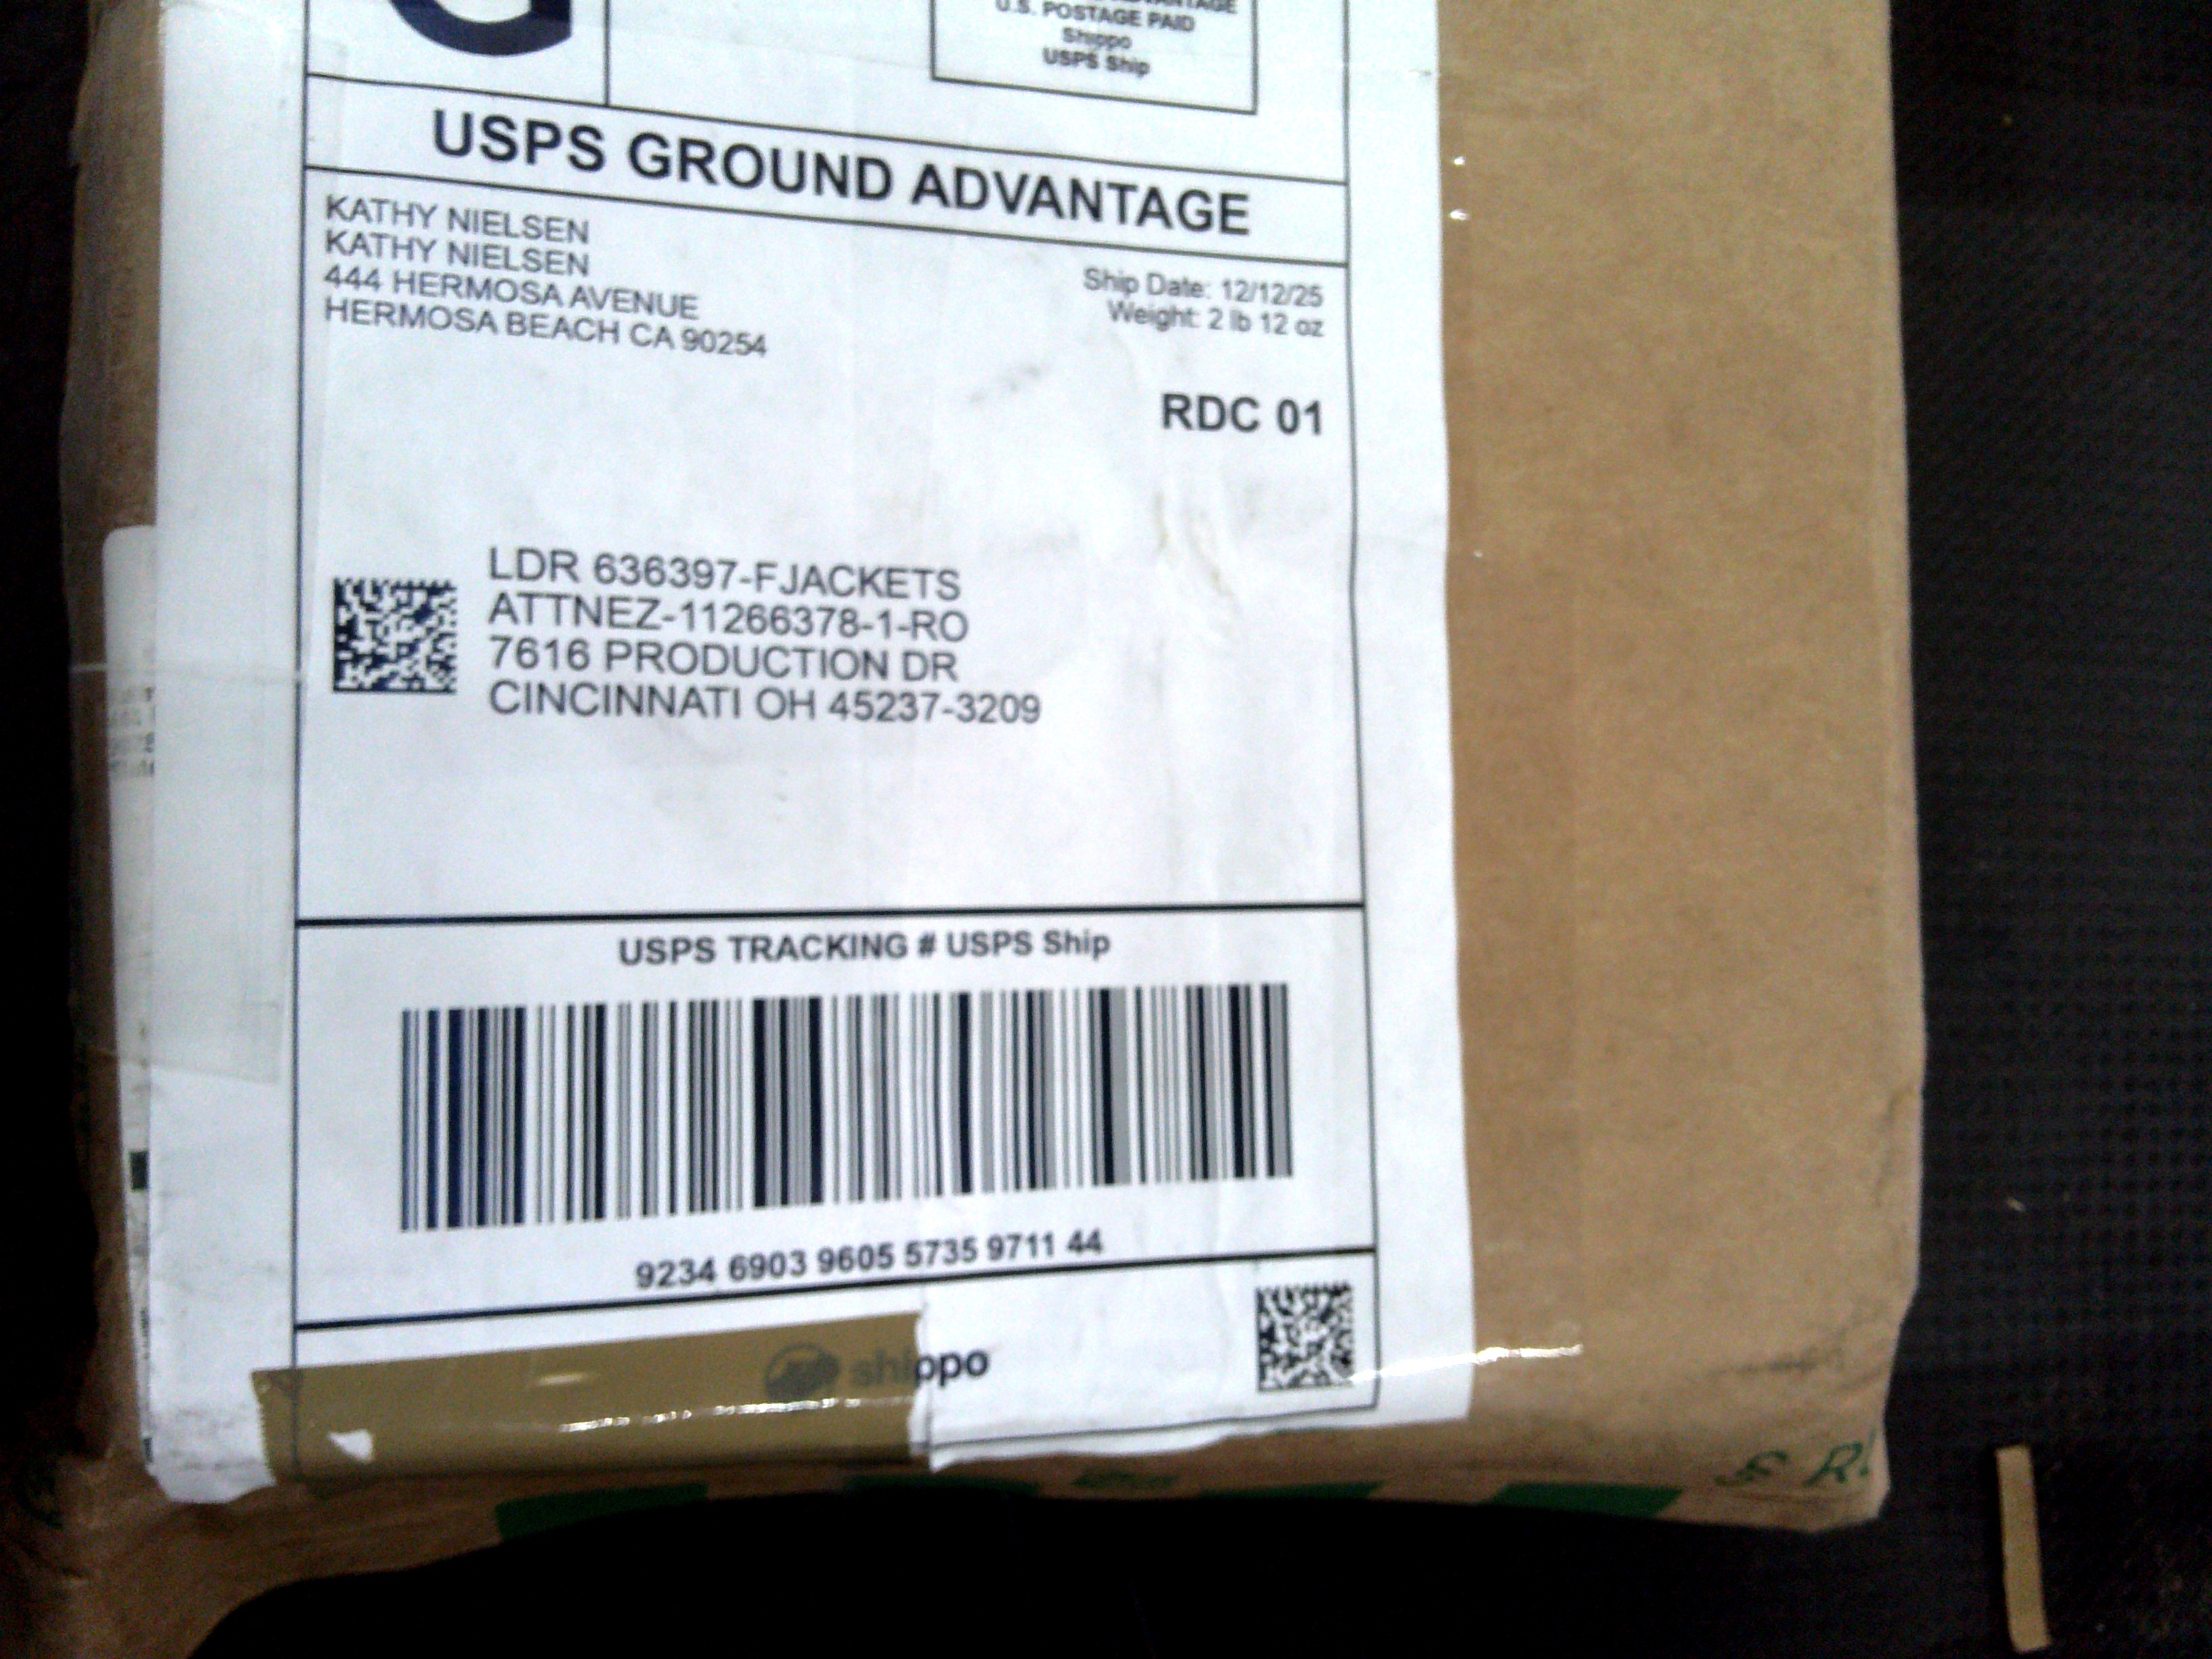 G
ADVANTAGE
U.S. POSTAGE PAID
Shippo
USPS Ship
USPS GROUND ADVANTAGE
KATHY NIELSEN
KATHY NIELSEN
444 HERMOSA AVENUE
HERMOSA BEACH CA 90254
Ship Date: 12/12/25
Weight: 2 lb 12 oz
RDC 01
LDR 636397-FJACKETS
ATTNEZ-11266378-1-RO
7616 PRODUCTION DR
CINCINNATI OH 45237-3209
USPS TRACKING # USPS Ship
9234 6903 9605 5735 9711 44
shippo